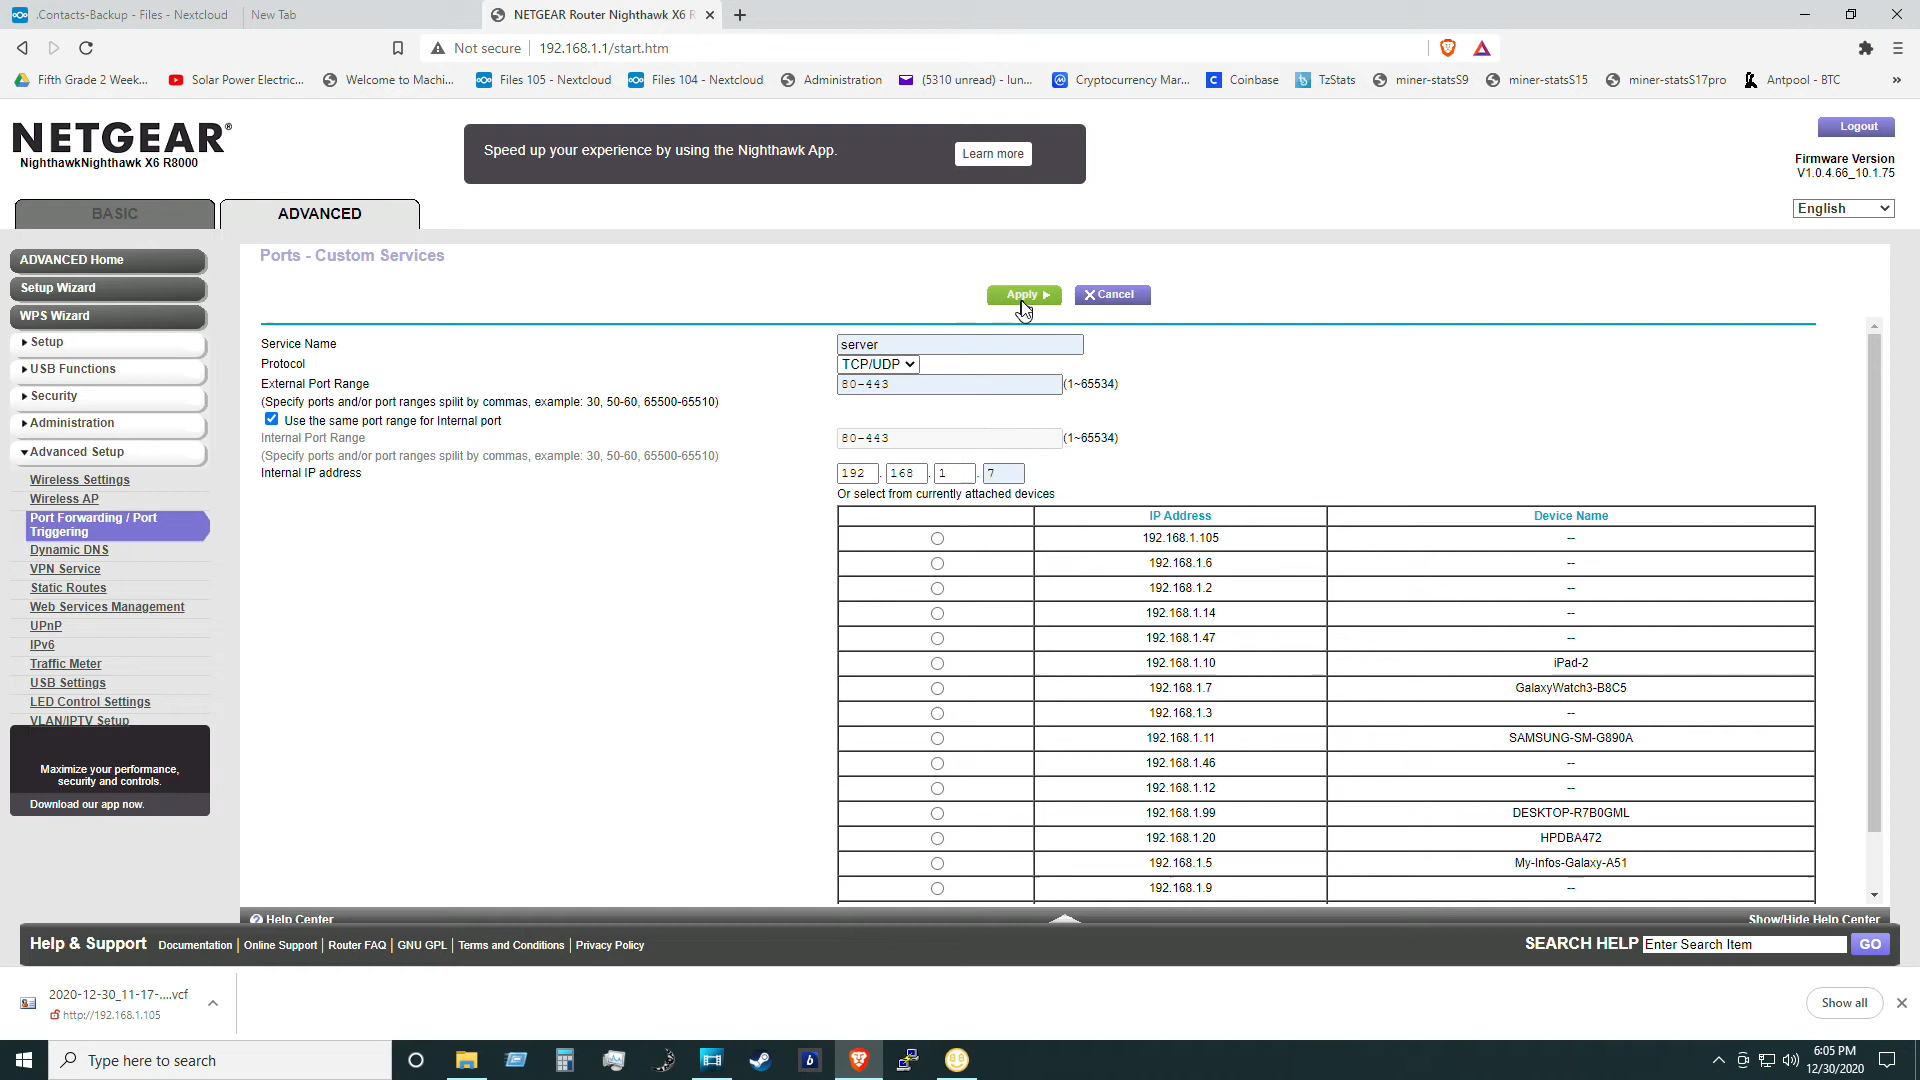 .Contacts-Backup - Files - Nextcloud
New Tab
NETGEAR Router Nighthawk X6 R
Not secure
192.168.1.1/start.htm
Fifth Grade 2 Week...
Solar Power Electric...
Welcome to Machi...
Files 105 - Nextcloud
Files 104 - Nextcloud
Administration
(5310 unread) - lun...
Cryptocurrency Mar...
Coinbase
TzStats
miner-statsS9
miner-statsS15
miner-statsS17pro
Antpool - BTC
»
NETGEAR®
NighthawkNighthawk X6 R8000
Speed up your experience by using the Nighthawk App.
Learn more
Logout
Firmware Version
V1.0.4.66_10.1.75
BASIC
ADVANCED
English
ADVANCED Home
Setup Wizard
WPS Wizard
Setup
USB Functions
Security
Administration
Advanced Setup
Wireless Settings
Wireless AP
Port Forwarding / Port
Triggering
Dynamic DNS
VPN Service
Static Routes
Web Services Management
UPnP
IPv6
Traffic Meter
USB Settings
LED Control Settings
VLAN/IPTV Setup
Maximize your performance,
security and controls.
Download our app now.
Ports - Custom Services
Apply
Cancel
Service Name
server
Protocol
TCP/UDP
External Port Range
80-443
(1~65534)
(Specify ports and/or port ranges spilit by commas, example: 30, 50-60, 65500-65510)
Use the same port range for Internal port
Internal Port Range
80-443
(1~65534)
(Specify ports and/or port ranges spilit by commas, example: 30, 50-60, 65500-65510)
Internal IP address
192 . 168 . 1 . 7
Or select from currently attached devices
IP Address Device Name
192.168.1.105 --
192.168.1.6 --
192.168.1.2 --
192.168.1.14 --
192.168.1.47 --
192.168.1.10 iPad-2
192.168.1.7 GalaxyWatch3-B8C5
192.168.1.3 --
192.168.1.11 SAMSUNG-SM-G890A
192.168.1.46 --
192.168.1.12 --
192.168.1.99 DESKTOP-R7B0GML
192.168.1.20 HPDBA472
192.168.1.5 My-Infos-Galaxy-A51
192.168.1.9 --
Help Center
Show/Hide Help Center
Help & Support
Documentation | Online Support | Router FAQ | GNU GPL | Terms and Conditions | Privacy Policy
SEARCH HELP
Enter Search Item
GO
2020-12-30_11-17-....vcf
http://192.168.1.105
Show all
Type here to search
6:05 PM
12/30/2020